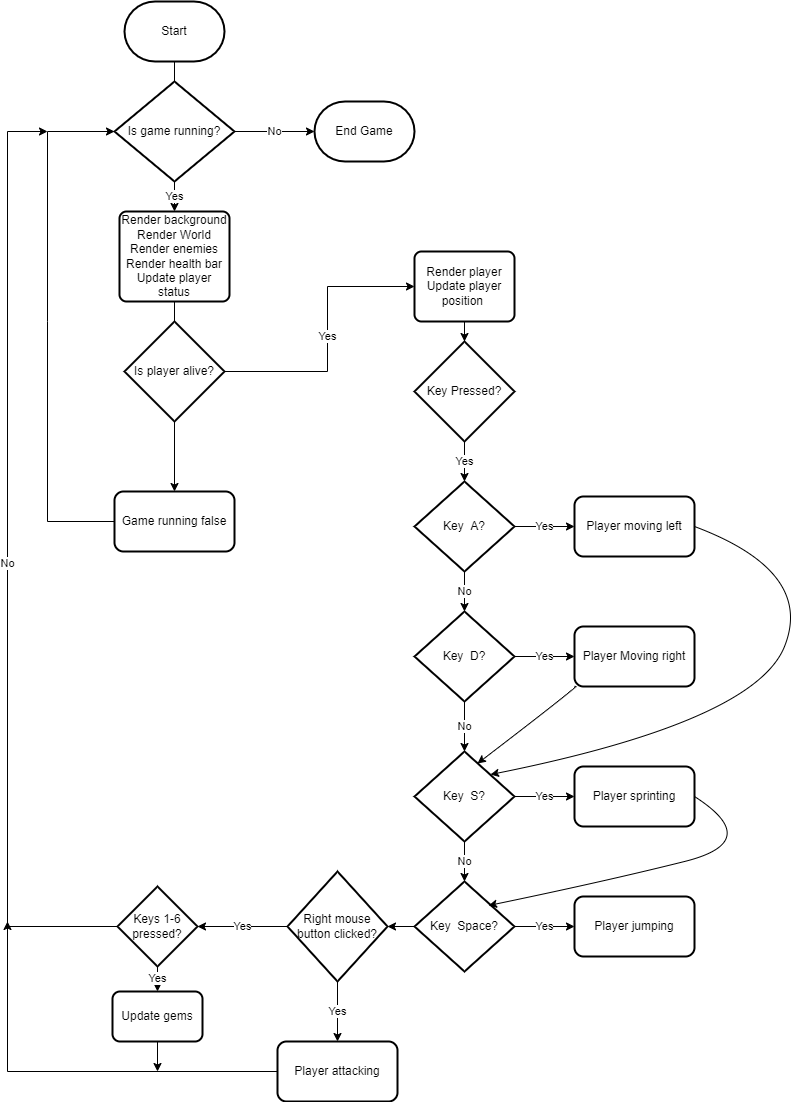 Start
Is game running?
No
End Game
Yes
Render background
Render World
Render enemies
Render health bar
Update player
status
Render player
Update player
position
Yes
Is player alive?
Key Pressed?
Yes
Game running false
Key  A?
Yes
Player moving left
No
No
Key  D?
Yes
Player Moving right
No
Key  S?
Yes
Player sprinting
No
Keys 1-6
pressed?
Yes
Right mouse
button clicked?
Key  Space?
Yes
Player jumping
Yes
Update gems
Yes
Player attacking